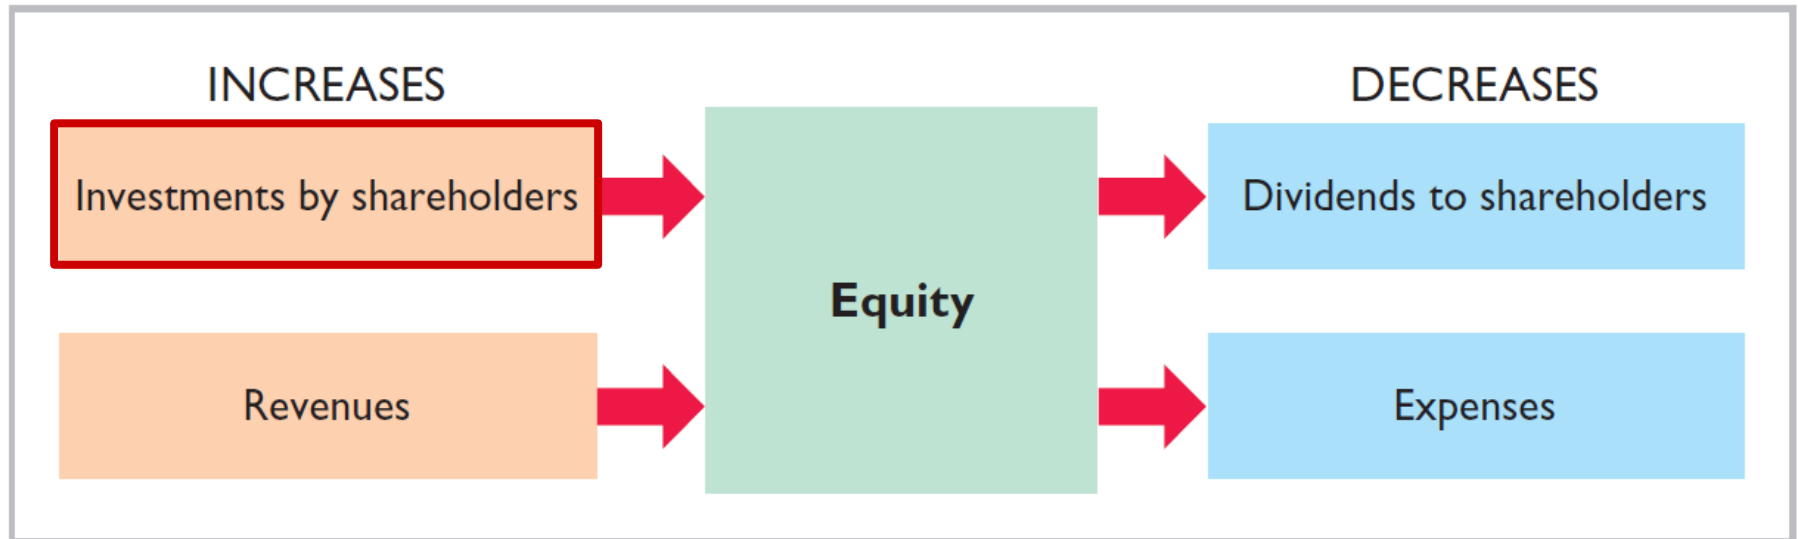 INCREASES
DECREASES
Investments by shareholders
Dividends to shareholders
Equity
Revenues
Expenses